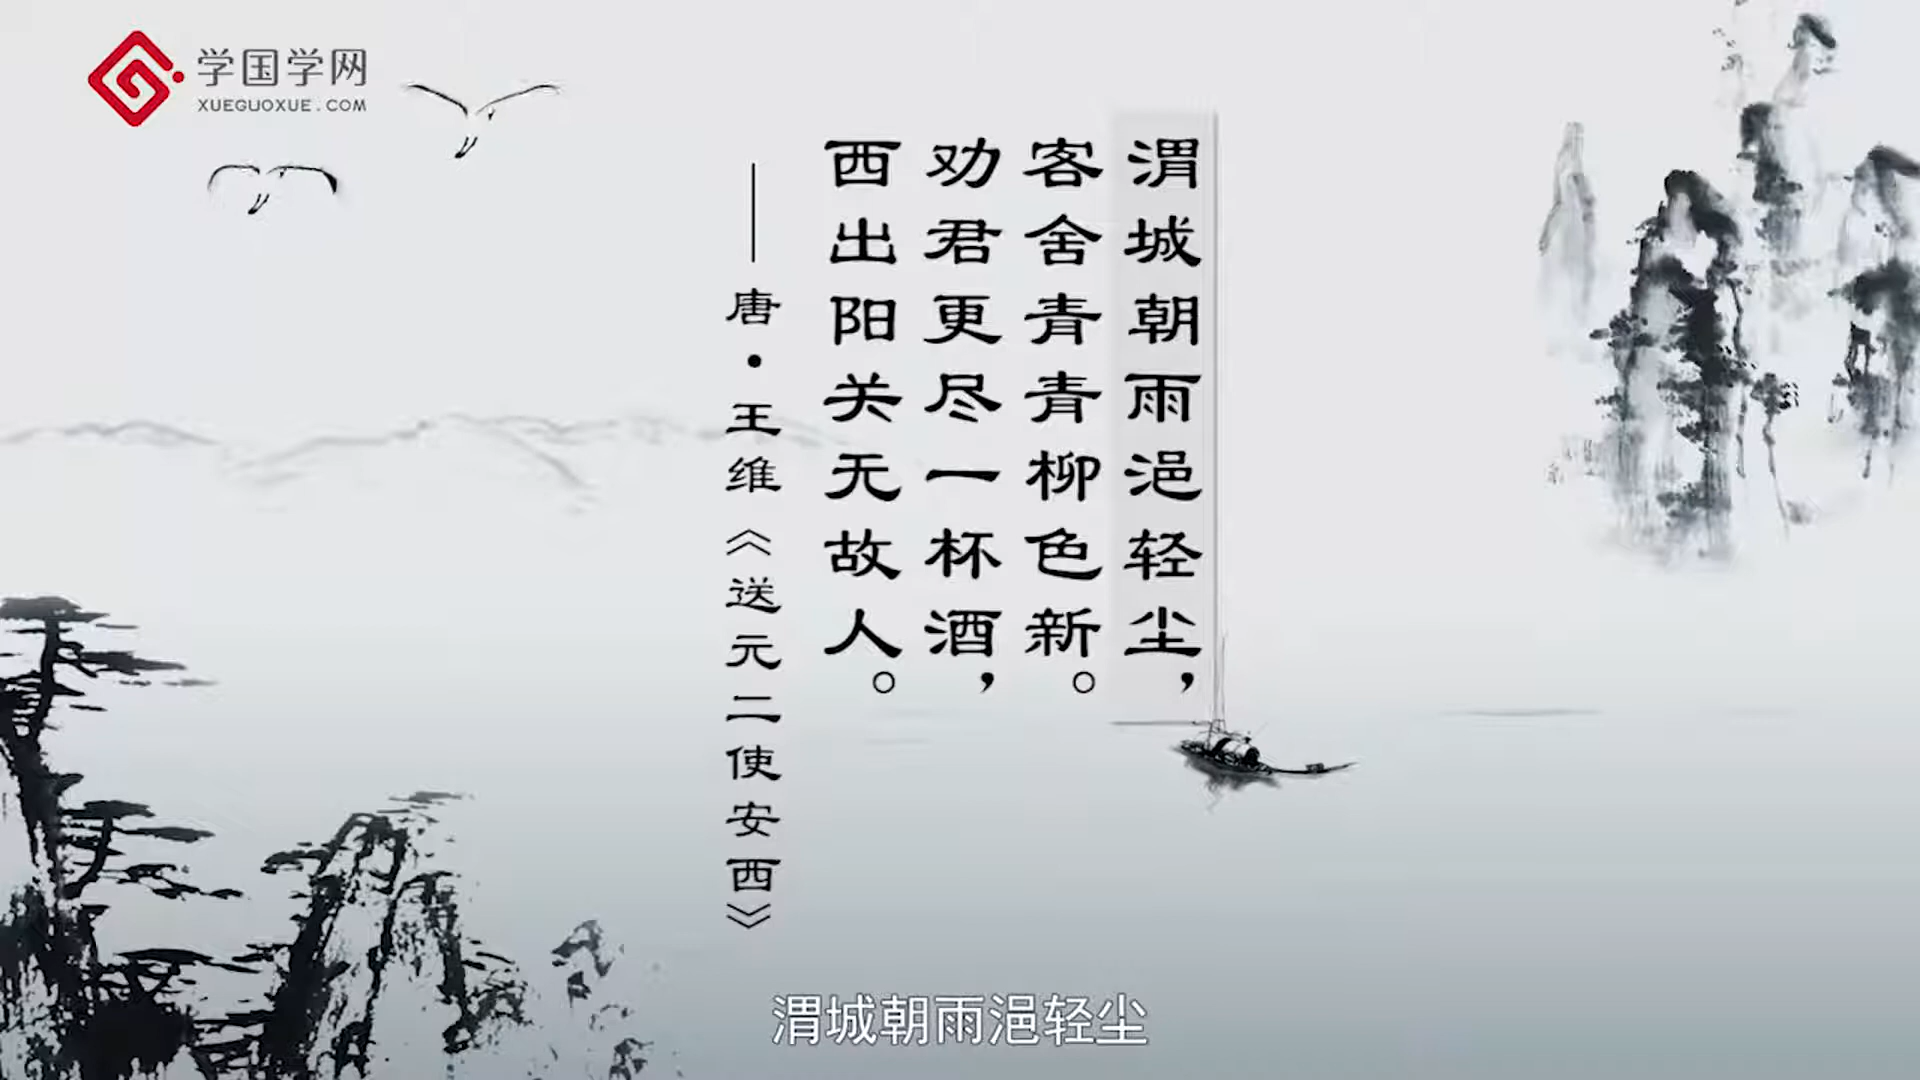 学国学网
XUEGUOXUE.COM
渭城朝雨浥轻尘，
客舍青青柳色新。
劝君更尽一杯酒，
西出阳关无故人。
——唐·王维《送元二使安西》
渭城朝雨浥轻尘